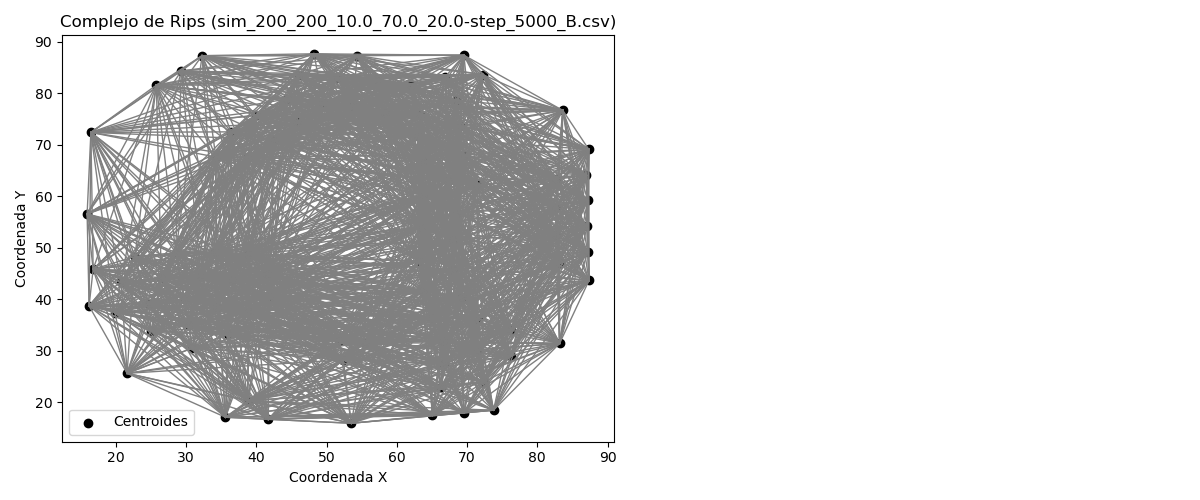 Complejo de Rips (sim_200_200_10.0_70.0_20.0-step_5000_B.csv)
90
80
70
60
50
40
30
20
Coordenada Y
Centroides
20 30 40 50 60 70 80 90
Coordenada X